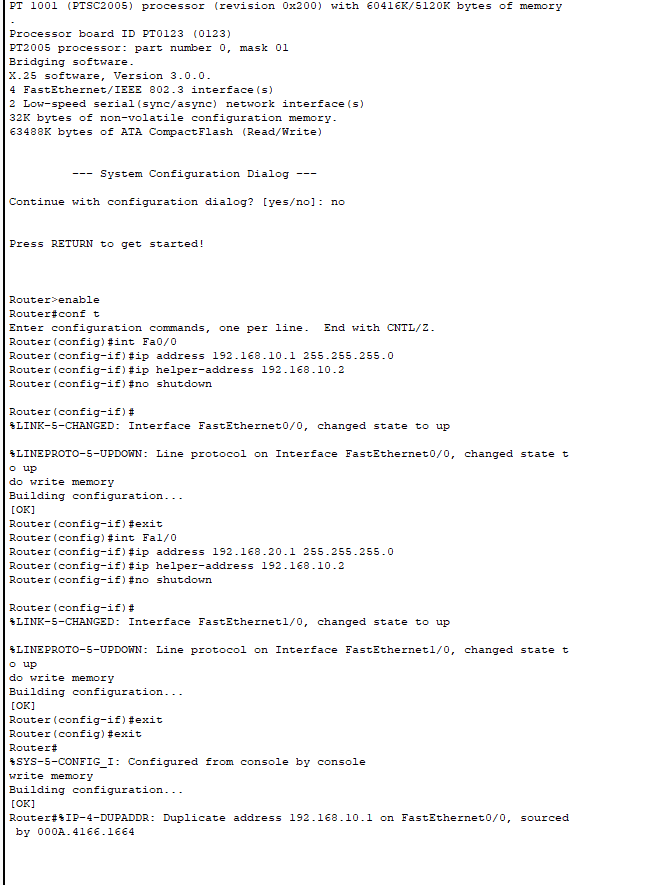 PT 1001 (PTSC2005) processor (revision 0x200) with 60416K/5120K bytes of memory
.
Processor board ID PT0123 (0123)
PT2005 processor: part number 0, mask 01
Bridging software.
X.25 software, Version 3.0.0.
4 FastEthernet/IEEE 802.3 interface(s)
2 Low-speed serial(sync/async) network interface(s)
32K bytes of non-volatile configuration memory.
63488K bytes of ATA CompactFlash (Read/Write)
--- System Configuration Dialog ---
Continue with configuration dialog? [yes/no]: no
Press RETURN to get started!
Router>enable
Router#conf t
Enter configuration commands, one per line.  End with CNTL/Z.
Router(config)#int Fa0/0
Router(config-if)#ip address 192.168.10.1 255.255.255.0
Router(config-if)#ip helper-address 192.168.10.2
Router(config-if)#no shutdown
Router(config-if)#
%LINK-5-CHANGED: Interface FastEthernet0/0, changed state to up
%LINEPROTO-5-UPDOWN: Line protocol on Interface FastEthernet0/0, changed state t
o up
do write memory
Building configuration...
[OK]
Router(config-if)#exit
Router(config)#int Fa1/0
Router(config-if)#ip address 192.168.20.1 255.255.255.0
Router(config-if)#ip helper-address 192.168.10.2
Router(config-if)#no shutdown
Router(config-if)#
%LINK-5-CHANGED: Interface FastEthernet1/0, changed state to up
%LINEPROTO-5-UPDOWN: Line protocol on Interface FastEthernet1/0, changed state t
o up
do write memory
Building configuration...
[OK]
Router(config-if)#exit
Router(config)#exit
Router#
%SYS-5-CONFIG_I: Configured from console by console
write memory
Building configuration...
[OK]
Router#%IP-4-DUPADDR: Duplicate address 192.168.10.1 on FastEthernet0/0, sourced
by 000A.4166.1664